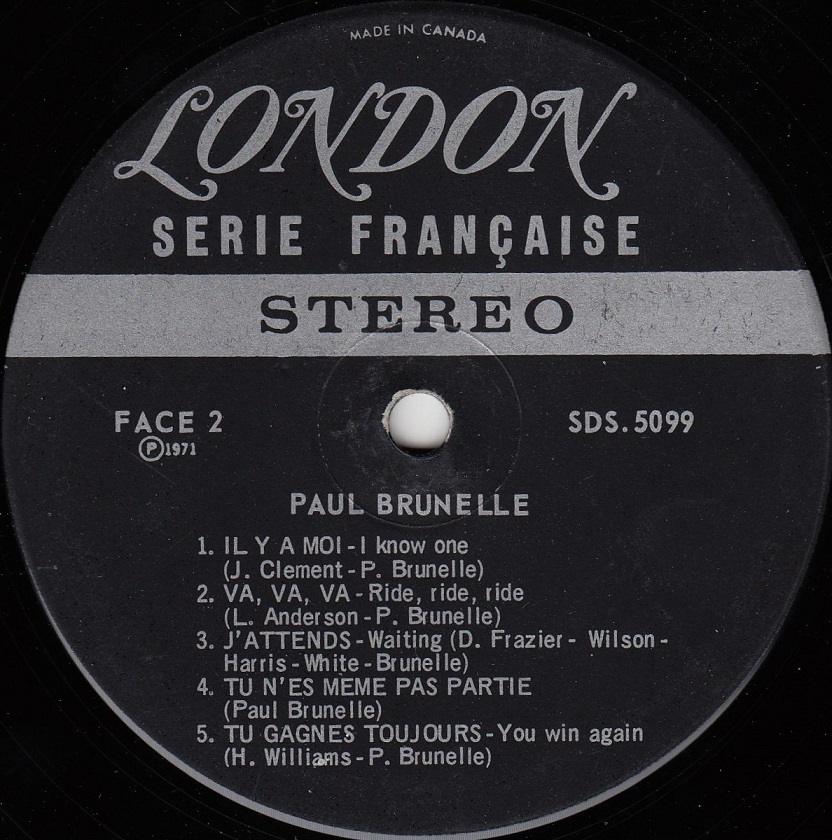 MADE IN CANADA
LONDON
SERIE FRANÇAISE
STEREO
FACE 2
SDS. 5099
Ⓟ1971
PAUL BRUNELLE
1. IL Y A MOI - I know one
(J. Clement - P. Brunelle)
2. VA, VA, VA - Ride, ride, ride
(L. Anderson - P. Brunelle)
3. J'ATTENDS - Waiting (D. Frazier - Wilson -
Harris - White - Brunelle)
4. TU N'ES MEME PAS PARTIE
(Paul Brunelle)
5. TU GAGNES TOUJOURS - You win again
(H. Williams - P. Brunelle)